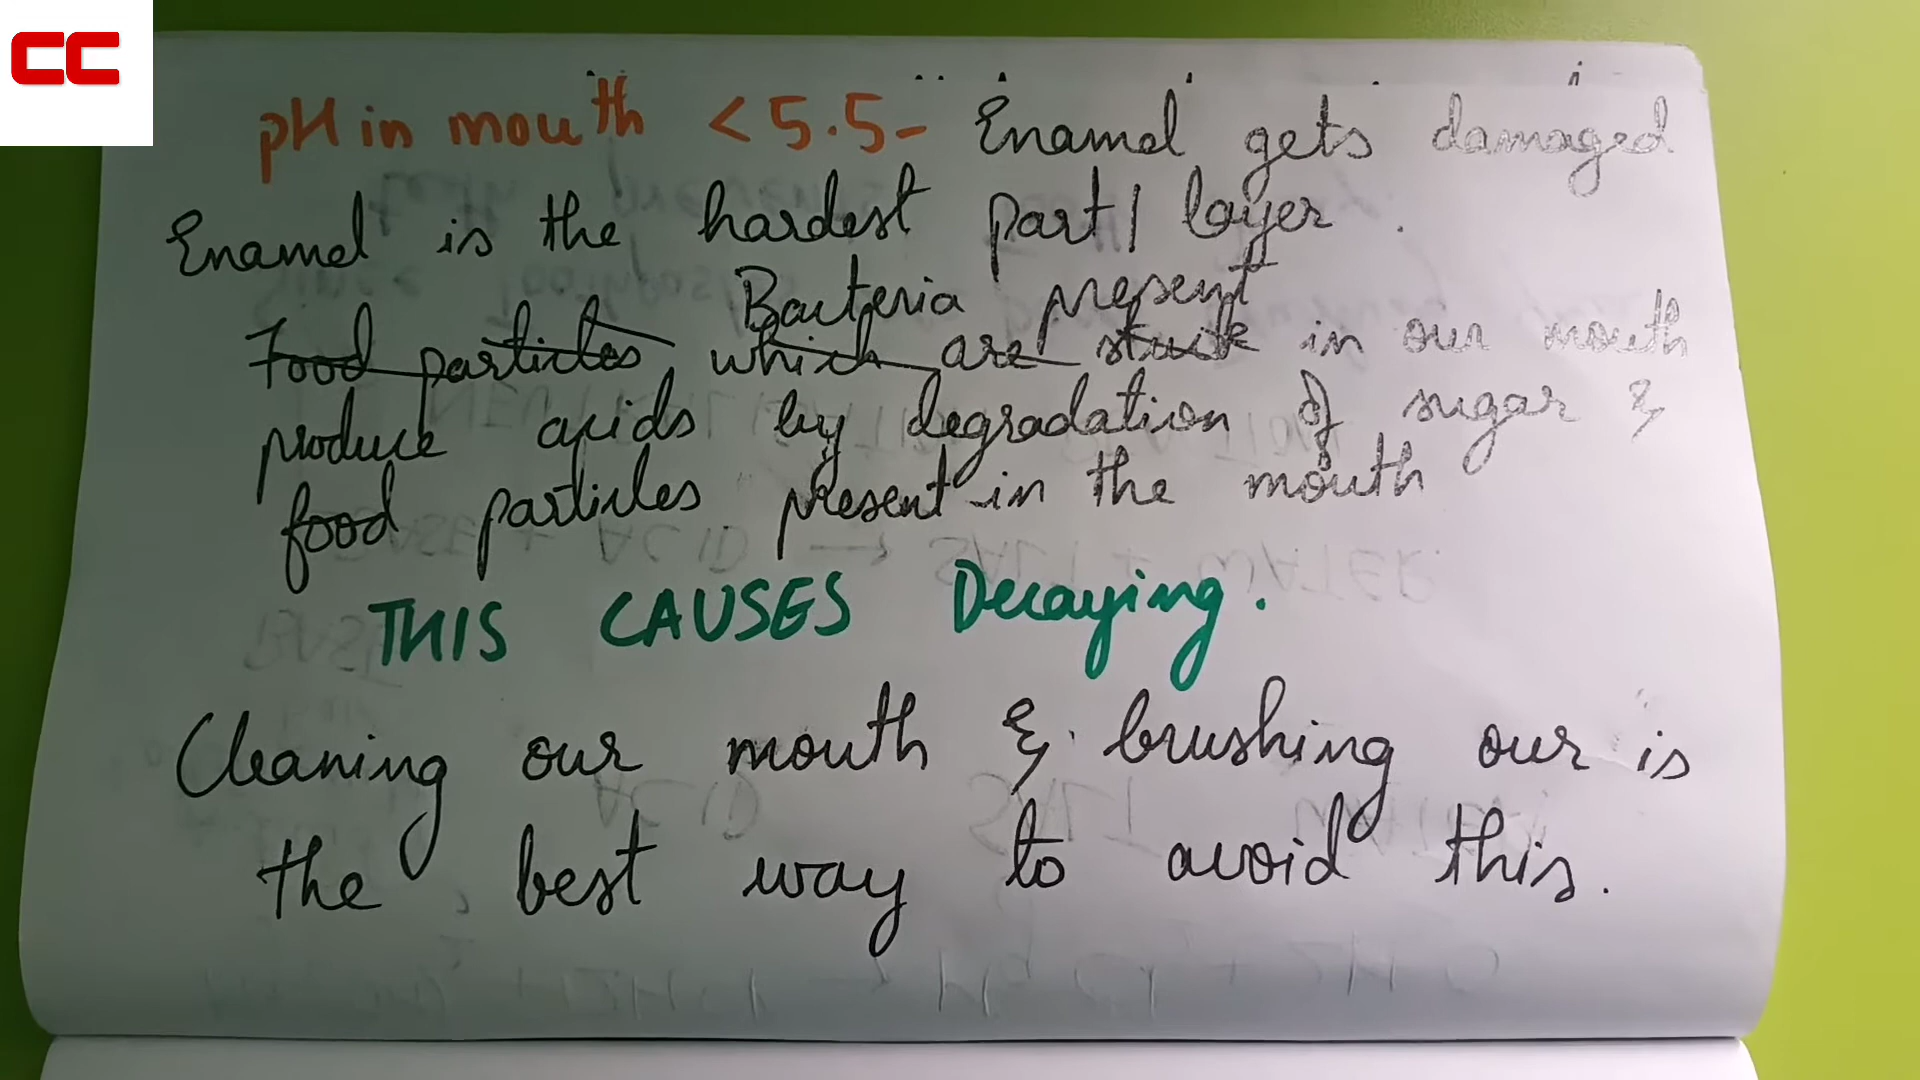 CC
pH in mouth < 5.5 - Enamel gets damaged
Enamel is the hardest part/layer.
Bacteria present
Food particles which are stuck in our mouth
produce acids by degradation of sugar &
food particles present in the mouth
THIS CAUSES Decaying.
Cleaning our mouth & brushing our is
the best way to avoid this.